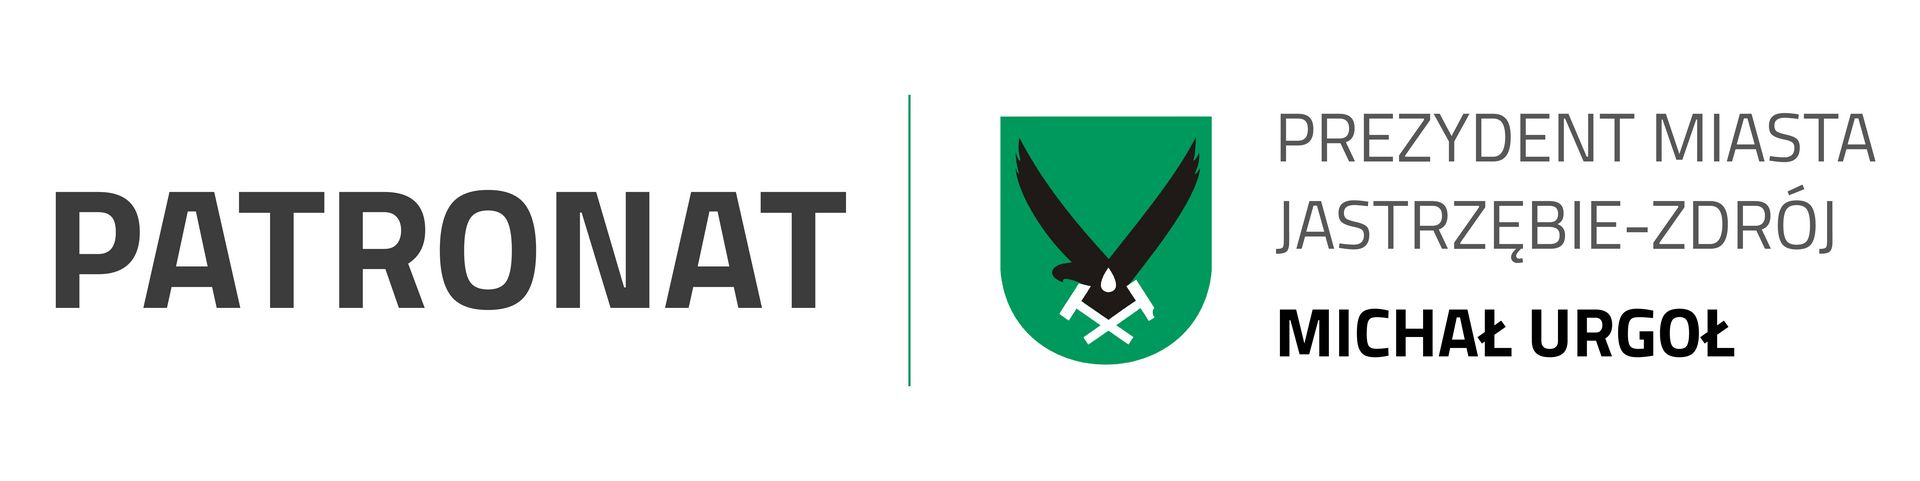 PATRONAT
PREZYDENT MIASTA
JASTRZĘBIE-ZDRÓJ
MICHAŁ URGOŁ